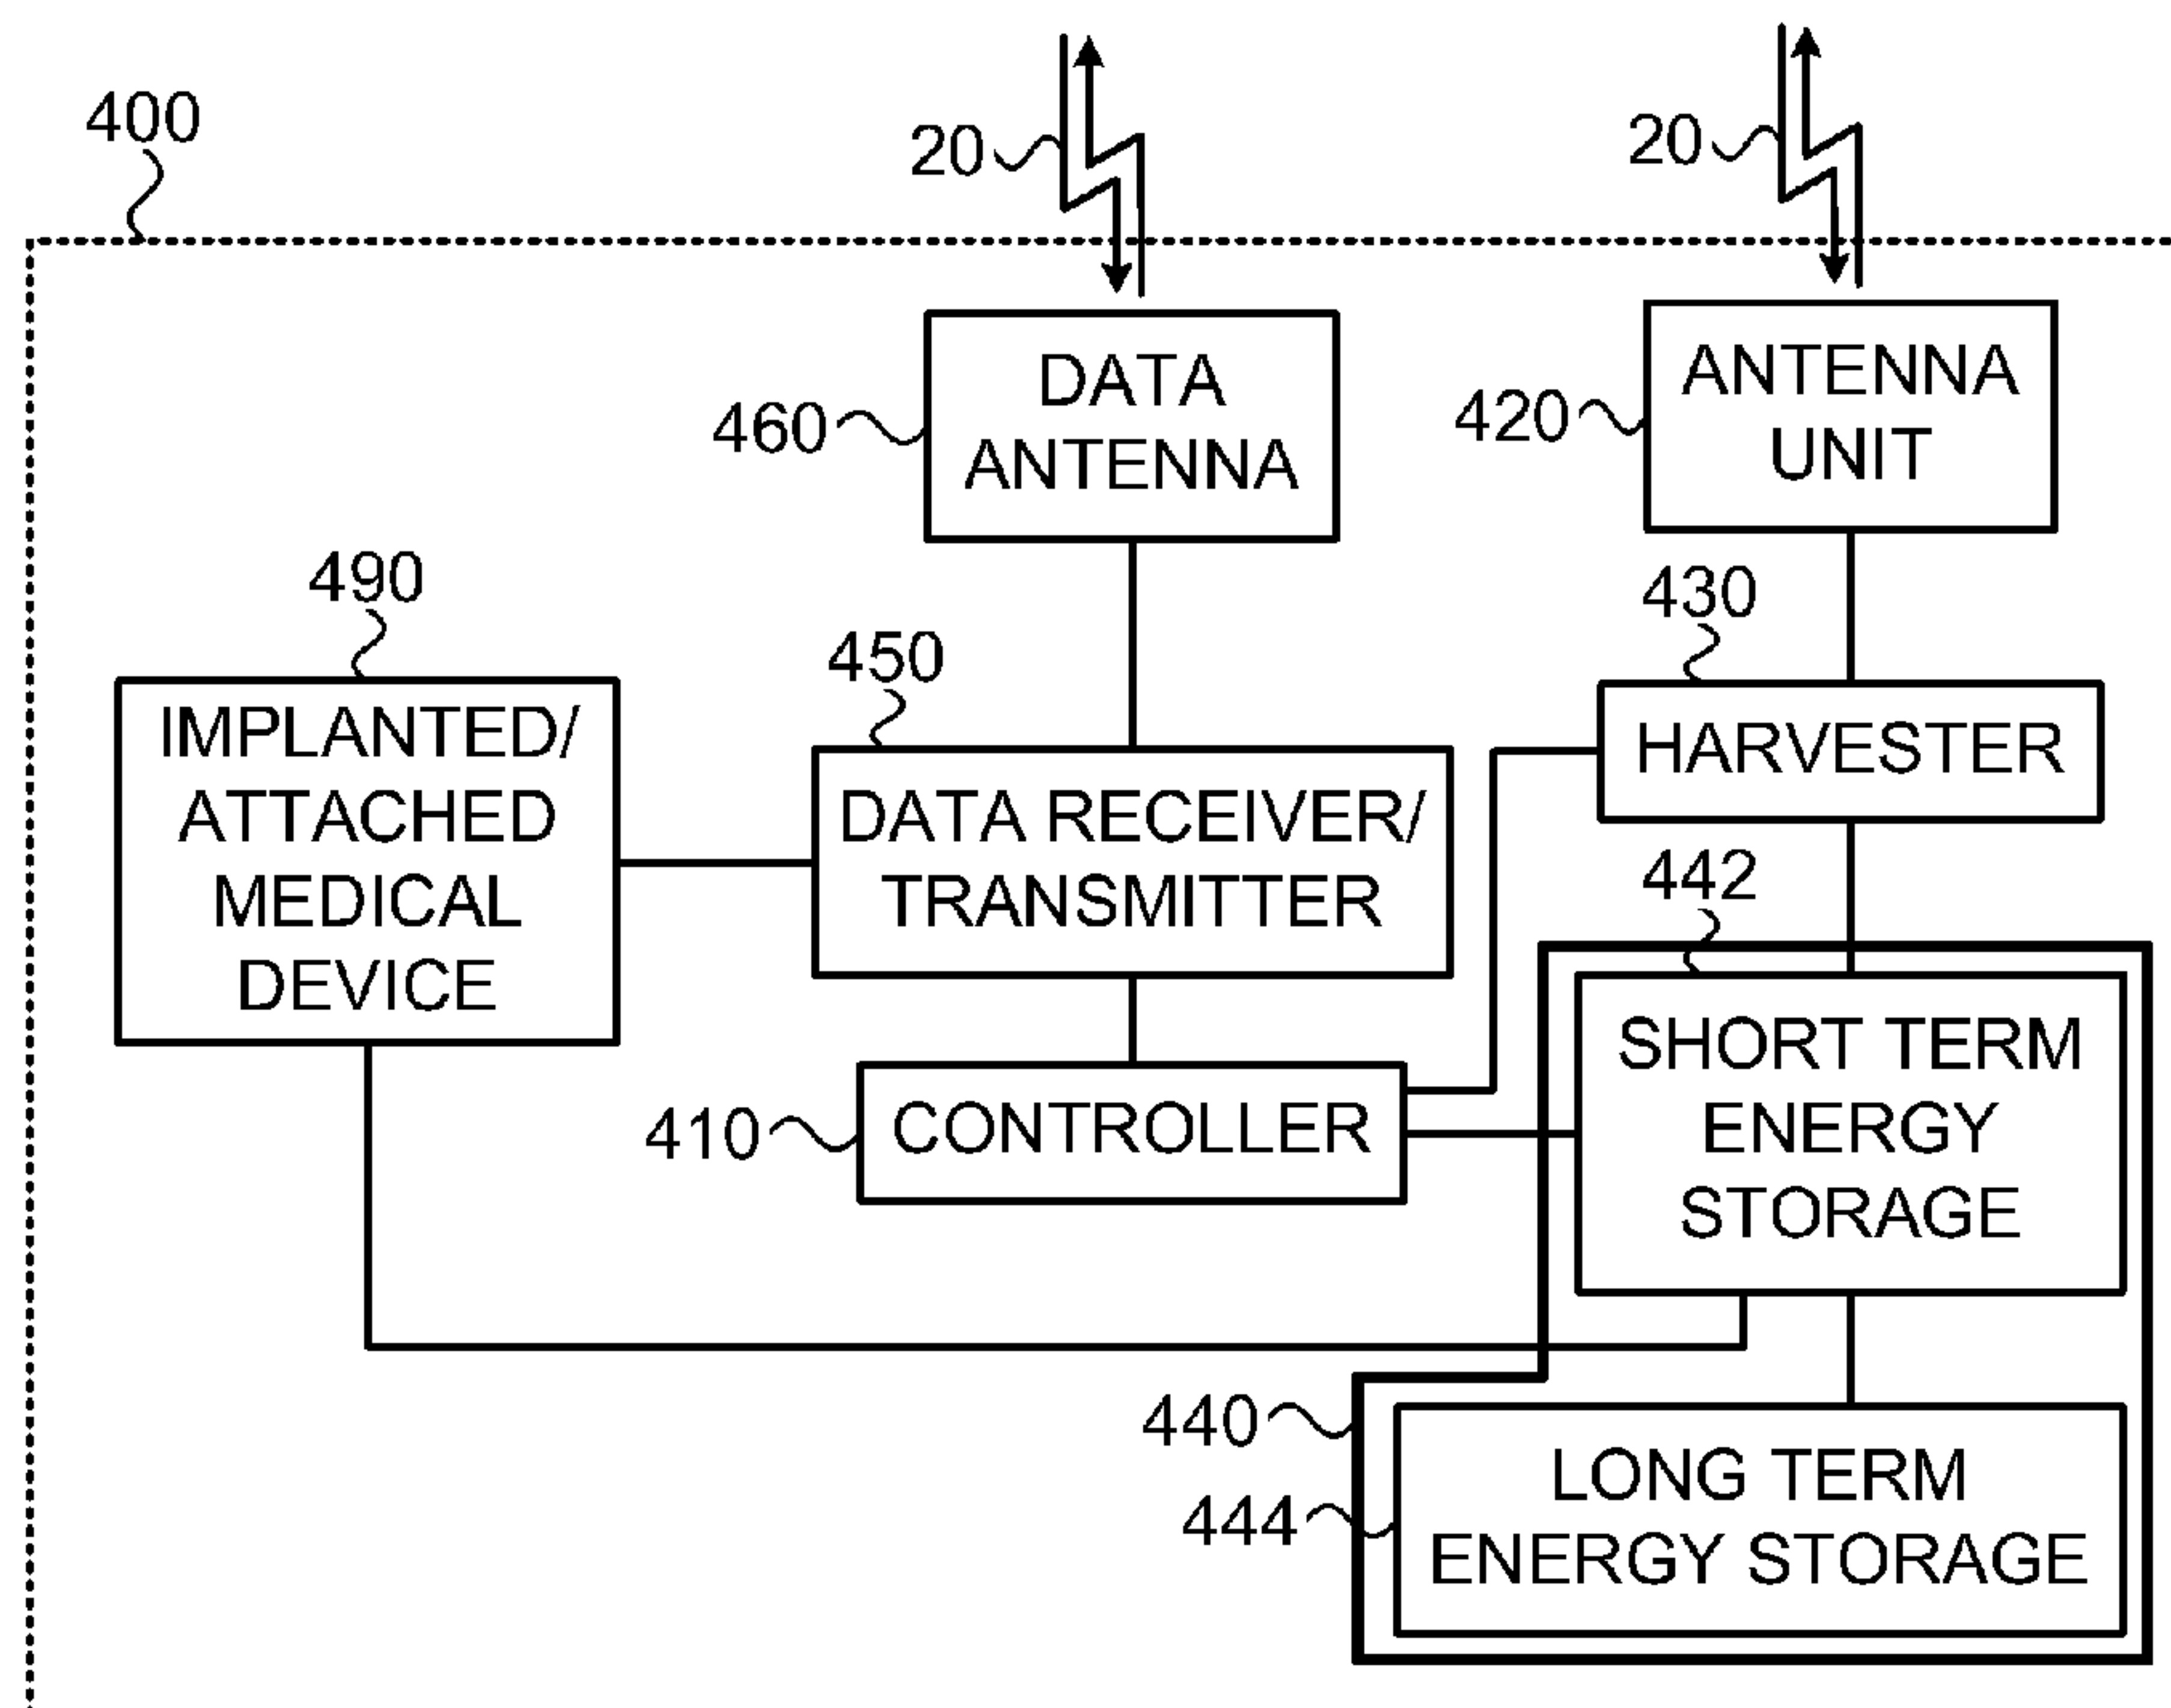 400
20
20
DATA
ANTENNA
460
ANTENNA
UNIT
420
490
450
430
IMPLANTED/
ATTACHED
MEDICAL
DEVICE
DATA RECEIVER/
TRANSMITTER
HARVESTER
442
SHORT TERM
ENERGY
STORAGE
410
CONTROLLER
440
444
LONG TERM
ENERGY STORAGE